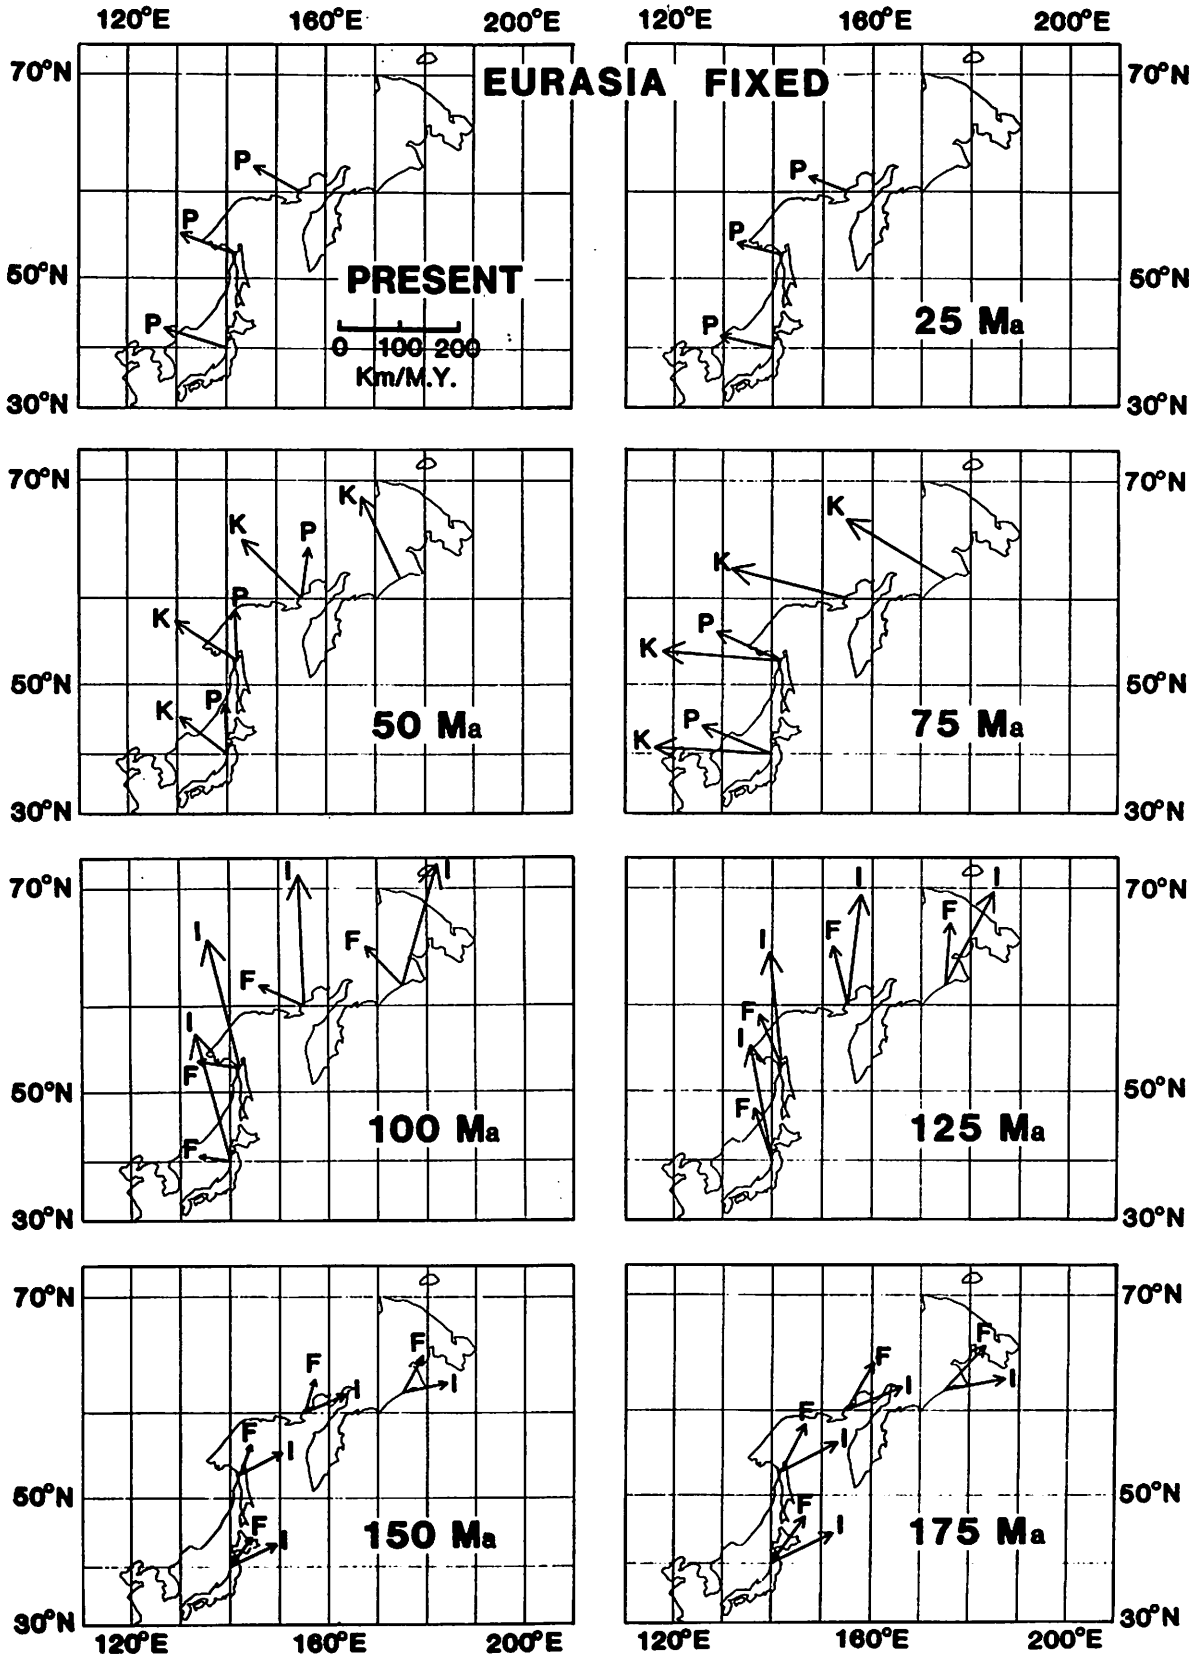 120°E 160°E 200°E 120°E 160°E 200°E
70°N EURASIA FIXED 70°N
P P
P P
50°N PRESENT 50°N
P P 25 Ma
0 100 200
Km/M.Y.
30°N 30°N
70°N K K 70°N
K P K
P P
K K
50°N P 50°N
K 50 Ma P 75 Ma
K
30°N 30°N
I I I I
70°N 70°N
I F F F
F I
I F
F I
50°N 50°N
F 100 Ma F 125 Ma
30°N 30°N
70°N 70°N
F F F F
I I I I
F F
I I
50°N 50°N
F I 150 Ma F I 175 Ma
30°N 30°N
120°E 160°E 200°E 120°E 160°E 200°E